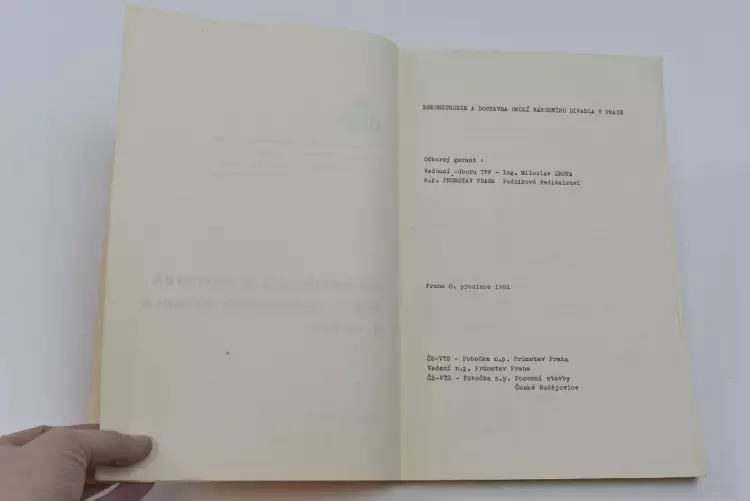 REKONSTRUKCE A DOSTAVBA OKOLÍ NÁRODNÍHO DIVADLA V PRAZE
Odborný garant :
Vedoucí odboru TPV - Ing. Miloslav LHOTA
n.p. PRŮMSTAV PRAHA Podnikové ředitelství
Praha 8. prosince 1981
ČS-VTS - Pobočka n.p. Průmstav Praha
Vedení n.p. Průmstav Praha
ČS-VTS - Pobočka n.p. Pozemní stavby
České Budějovice